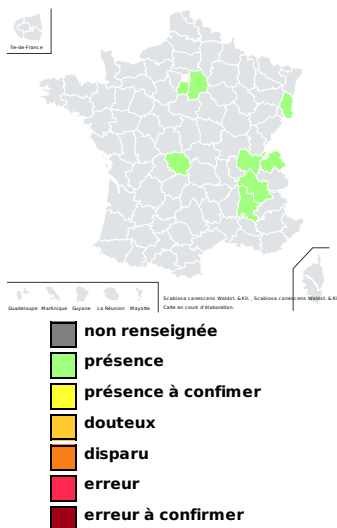 Île-de-France
Guadeloupe Martinique Guyane La Réunion Mayotte
Scabiosa canescens Waldst. & Kit. , Scabiosa canescens Waldst. & Ki
Carte en cours d'élaboration.
non renseignée
présence
présence à confimer
douteux
disparu
erreur
erreur à confirmer